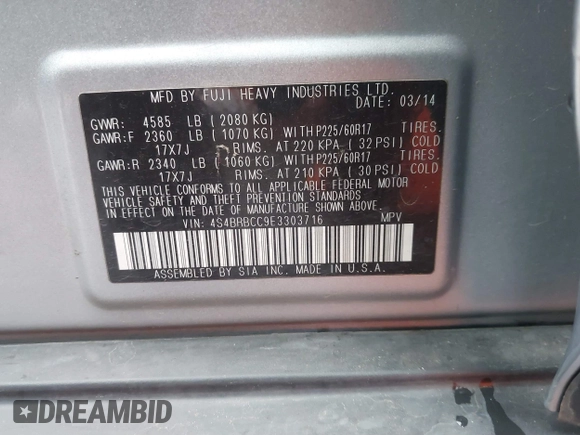 MFD BY FUJI HEAVY INDUSTRIES LTD.
DATE: 03/14
GVWR: 4585 LB ( 2080 KG)
GAWR:F 2360 LB ( 1070 KG) WITH P225/60R17 TIRES.
17X7J RIMS. AT 220 KPA ( 32 PSI) COLD
GAWR:R 2340 LB ( 1060 KG) WITH P225/60R17 TIRES.
17X7J RIMS. AT 210 KPA ( 30 PSI) COLD
THIS VEHICLE CONFORMS TO ALL APPLICABLE FEDERAL MOTOR
VEHICLE SAFETY AND THEFT PREVENTION STANDARDS
IN EFFECT ON THE DATE OF MANUFACTURE SHOWN ABOVE.
VIN: 4S4BRBCC9E3303716 MPV
ASSEMBLED BY SIA INC. MADE IN U.S.A.
DREAMBID